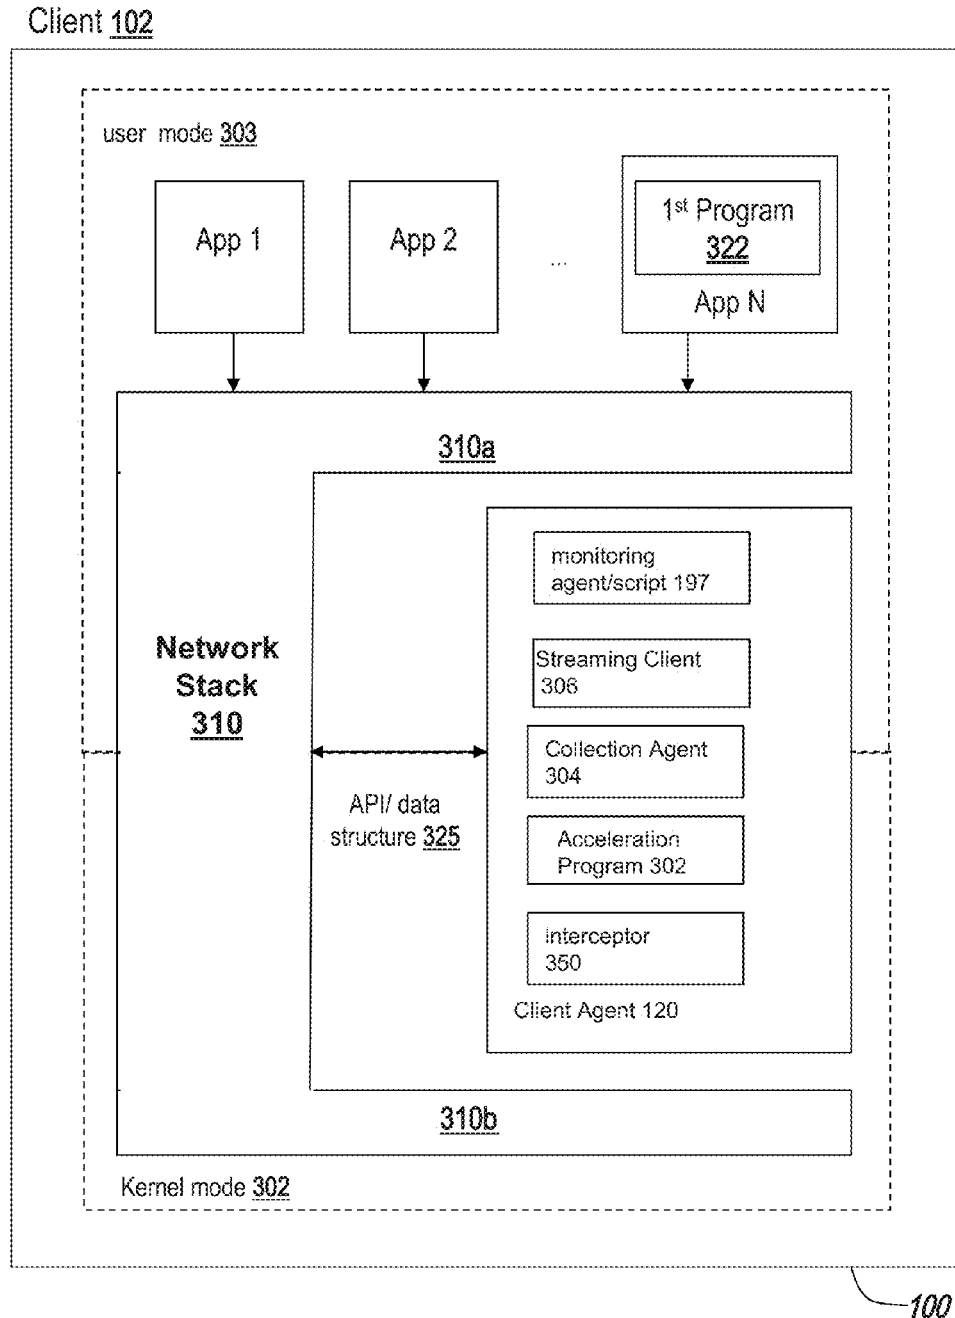 Client 102
user mode 303
App 1
App 2
...
1st Program
322
App N
310a
monitoring
agent/script 197
Streaming Client
306
Network
Stack
310
Collection Agent
304
API/ data
structure 325
Acceleration
Program 302
interceptor
350
Client Agent 120
310b
Kernel mode 302
100